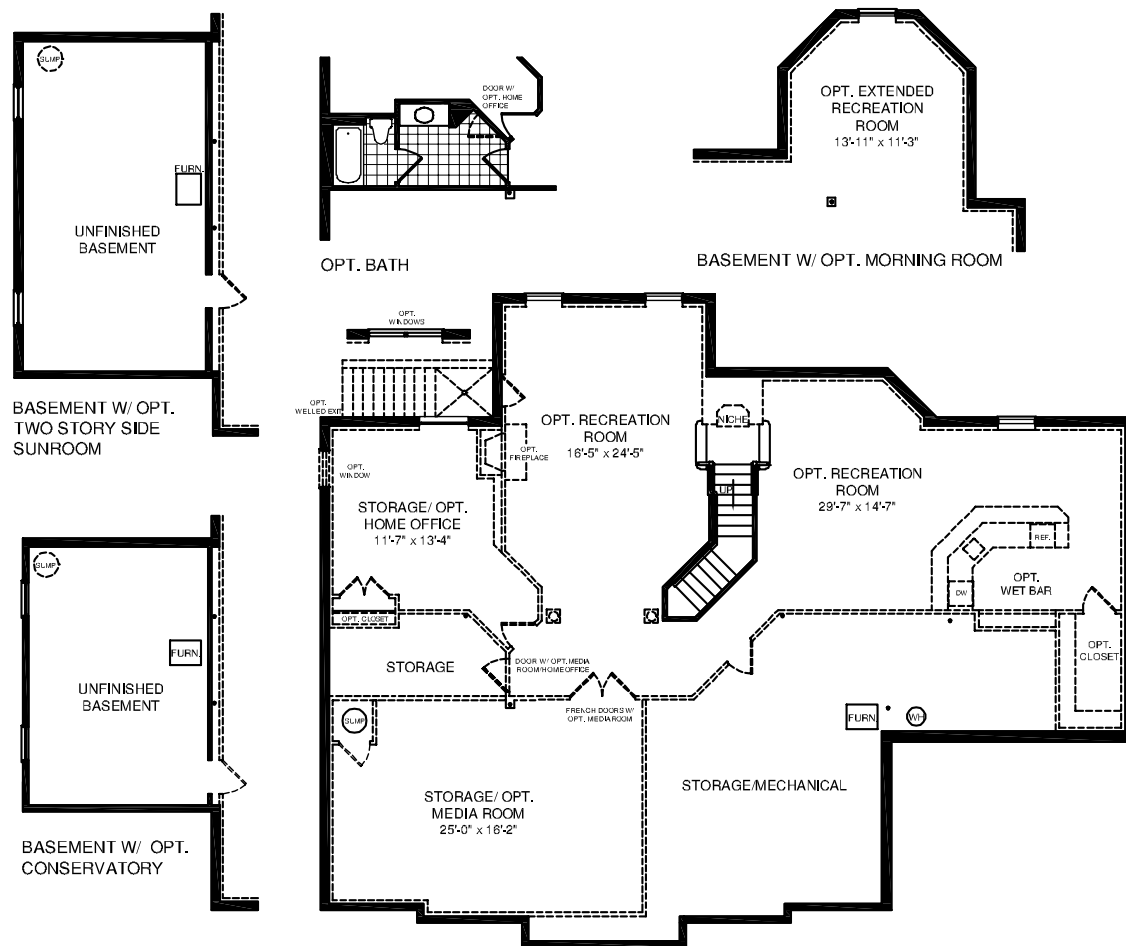 SUMP
FURN.
UNFINISHED
BASEMENT
BASEMENT W/ OPT.
TWO STORY SIDE
SUNROOM
DOOR W/
OPT. HOME
OFFICE
OPT. BATH
OPT. EXTENDED
RECREATION
ROOM
13'-11" x 11'-3"
BASEMENT W/ OPT. MORNING ROOM
SUMP
FURN.
UNFINISHED
BASEMENT
BASEMENT W/ OPT.
CONSERVATORY
OPT.
WINDOWS
OPT.
WELLED EXIT
OPT.
WINDOW
OPT.
FIREPLACE
OPT. RECREATION
ROOM
16'-5" x 24'-5"
NICHE
UP
OPT. RECREATION
ROOM
29'-7" x 14'-7"
STORAGE/ OPT.
HOME OFFICE
11'-7" x 13'-4"
REF.
DW
OPT.
WET BAR
OPT. CLOSET
OPT.
CLOSET
STORAGE
DOOR W/ OPT. MEDIA
ROOM/HOME OFFICE
FRENCH DOORS W/
OPT. MEDIA ROOM
SUMP
FURN.
WH
STORAGE/MECHANICAL
STORAGE/ OPT.
MEDIA ROOM
25'-0" x 16'-2"